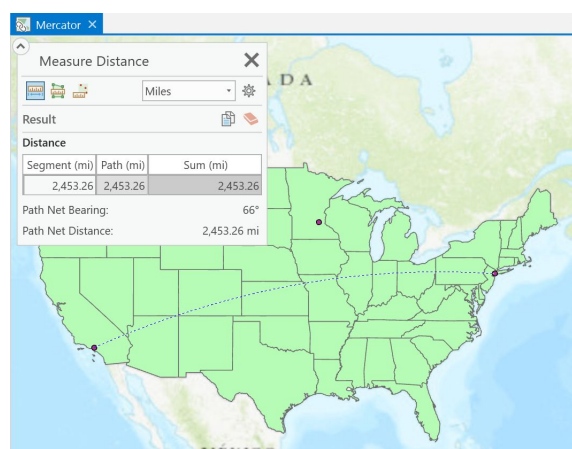 Mercator
Measure Distance
Miles
Result
Distance
Segment (mi) Path (mi) Sum (mi)
2,453.26 2,453.26 2,453.26
Path Net Bearing: 66°
Path Net Distance: 2,453.26 mi
ADA